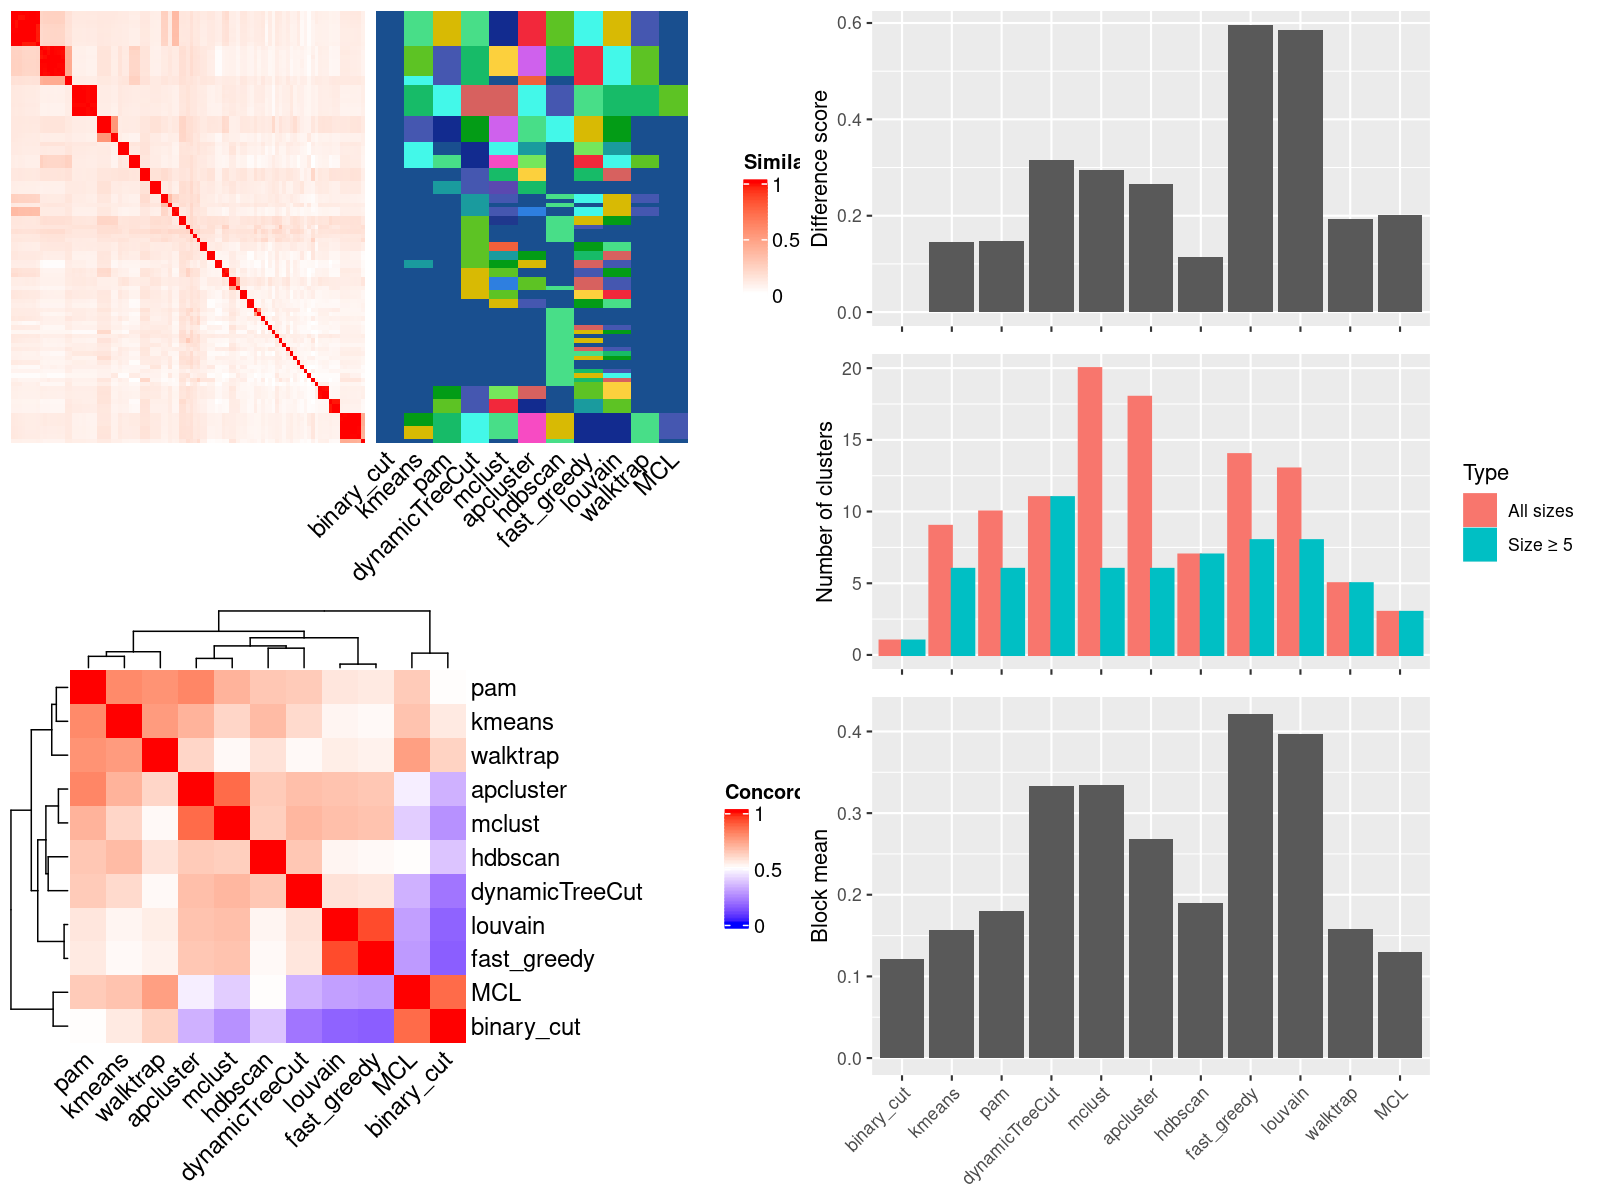 Simila
1
0.5
0
binary_cut
kmeans
pam
dynamicTreeCut
mclust
apcluster
hdbscan
fast_greedy
louvain
walktrap
MCL
pam
kmeans
walktrap
apcluster
mclust
hdbscan
dynamicTreeCut
louvain
fast_greedy
MCL
binary_cut
pam
kmeans
walktrap
apcluster
mclust
hdbscan
dynamicTreeCut
louvain
fast_greedy
MCL
binary_cut
Concord
1
0.5
0
Difference score
0.6
0.4
0.2
0.0
Number of clusters
20
15
10
5
0
Type
All sizes
Size ≥ 5
Block mean
0.4
0.3
0.2
0.1
0.0
binary_cut
kmeans
pam
dynamicTreeCut
mclust
apcluster
hdbscan
fast_greedy
louvain
walktrap
MCL